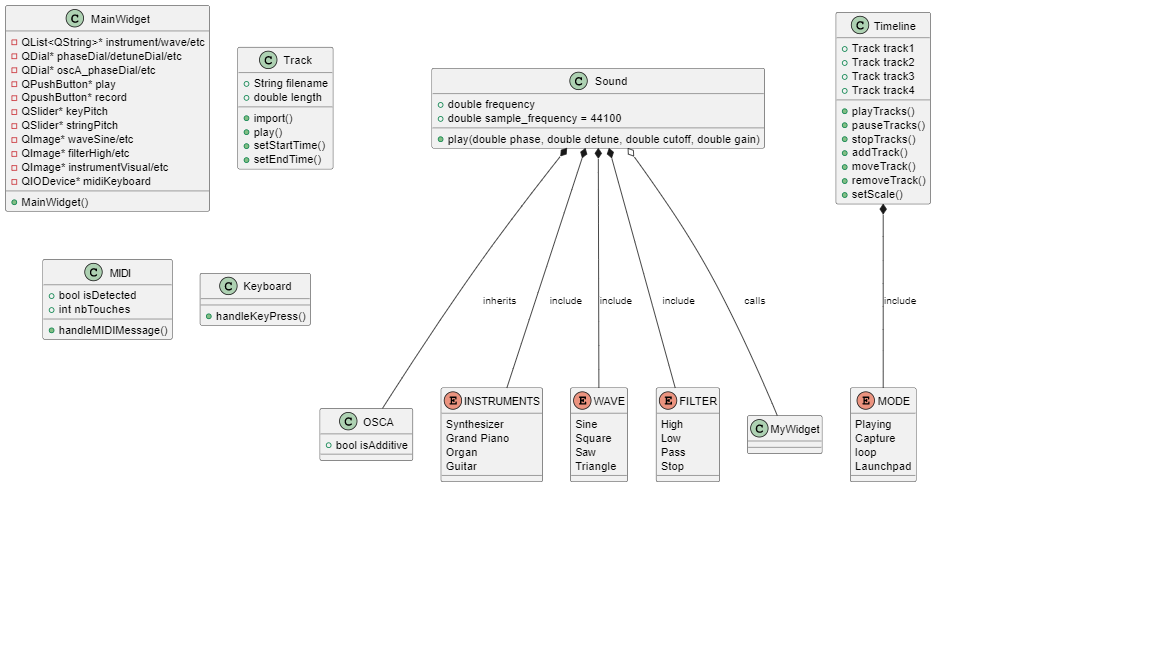 C MainWidget
QList<QString>* instrument/wave/etc
QDial* phaseDial/detuneDial/etc
QDial* oscA_phaseDial/etc
QPushButton* play
QpushButton* record
QSlider* keyPitch
QSlider* stringPitch
QImage* waveSine/etc
QImage* filterHigh/etc
QImage* instrumentVisual/etc
QIODevice* midiKeyboard
MainWidget()
C Track
String filename
double length
import()
play()
setStartTime()
setEndTime()
C Sound
double frequency
double sample_frequency = 44100
play(double phase, double detune, double cutoff, double gain)
C Timeline
Track track1
Track track2
Track track3
Track track4
playTracks()
pauseTracks()
stopTracks()
addTrack()
moveTrack()
removeTrack()
setScale()
C MIDI
bool isDetected
int nbTouches
handleMIDIMessage()
C Keyboard
handleKeyPress()
inherits
include
include
include
calls
include
C OSCA
bool isAdditive
E INSTRUMENTS
Synthesizer
Grand Piano
Organ
Guitar
E WAVE
Sine
Square
Saw
Triangle
E FILTER
High
Low
Pass
Stop
C MyWidget
E MODE
Playing
Capture
loop
Launchpad